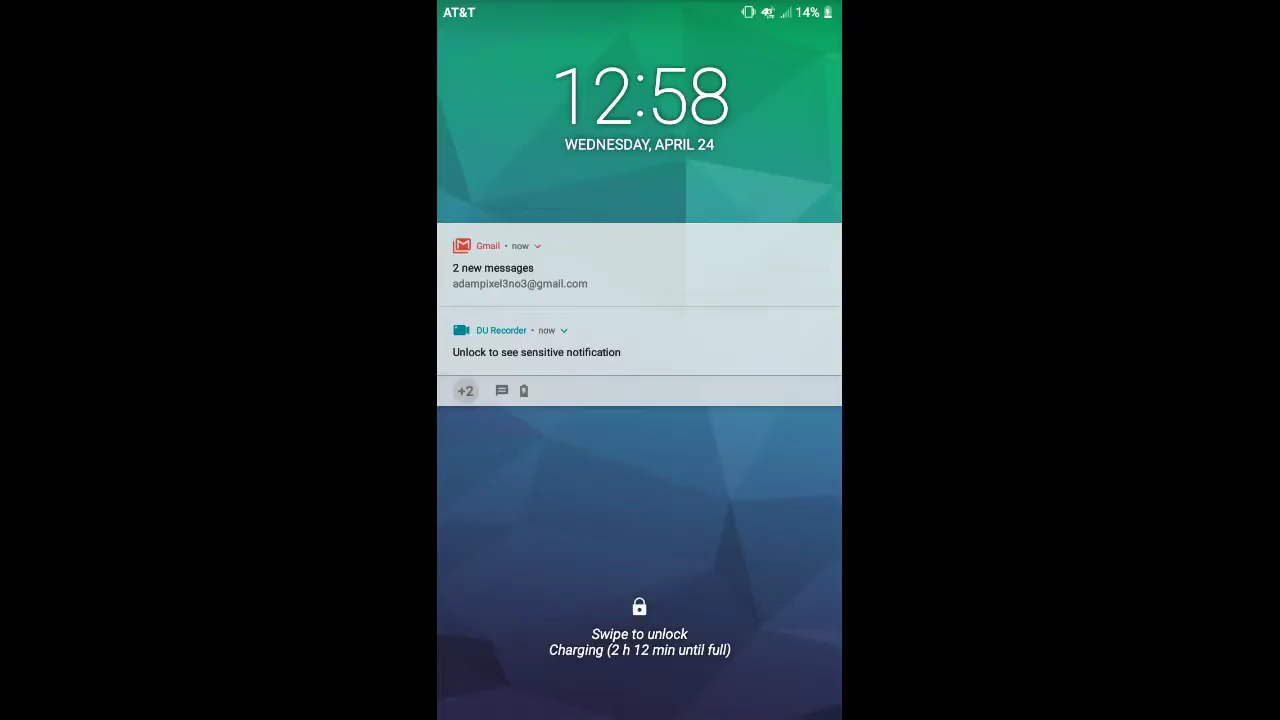 AT&T
14%
12:58
WEDNESDAY, APRIL 24
Gmail • now
2 new messages
adampixel3no3@gmail.com
DU Recorder • now
Unlock to see sensitive notification
+2
Swipe to unlock
Charging (2 h 12 min until full)